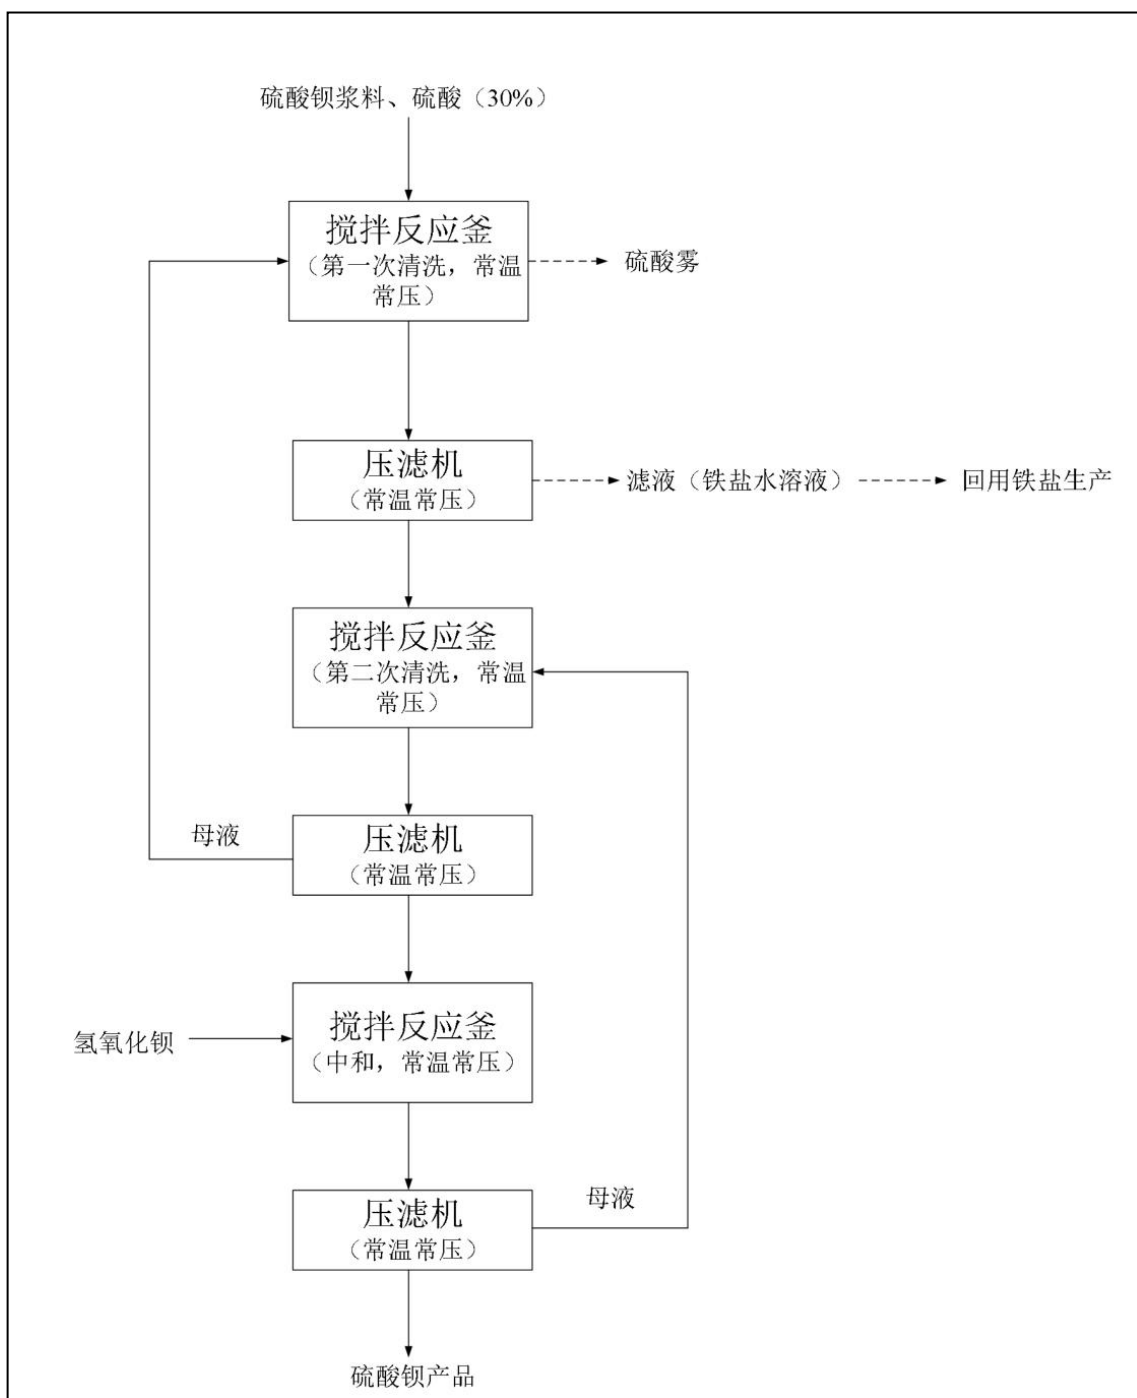 硫酸钡浆料、硫酸（30%）
搅拌反应釜
（第一次清洗，常温
常压）
硫酸雾
压滤机
（常温常压）
滤液（铁盐水溶液）
回用铁盐生产
搅拌反应釜
（第二次清洗，常温
常压）
母液
压滤机
（常温常压）
氢氧化钡
搅拌反应釜
（中和，常温常压）
压滤机
（常温常压）
母液
硫酸钡产品